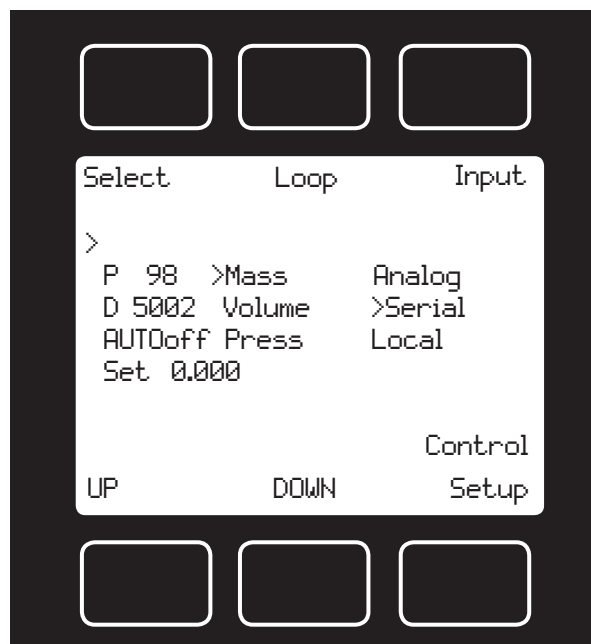 Select Loop Input
>
P 98 >Mass Analog
D 5002 Volume >Serial
AUTOoff Press Local
Set 0.000
Control
UP DOWN Setup